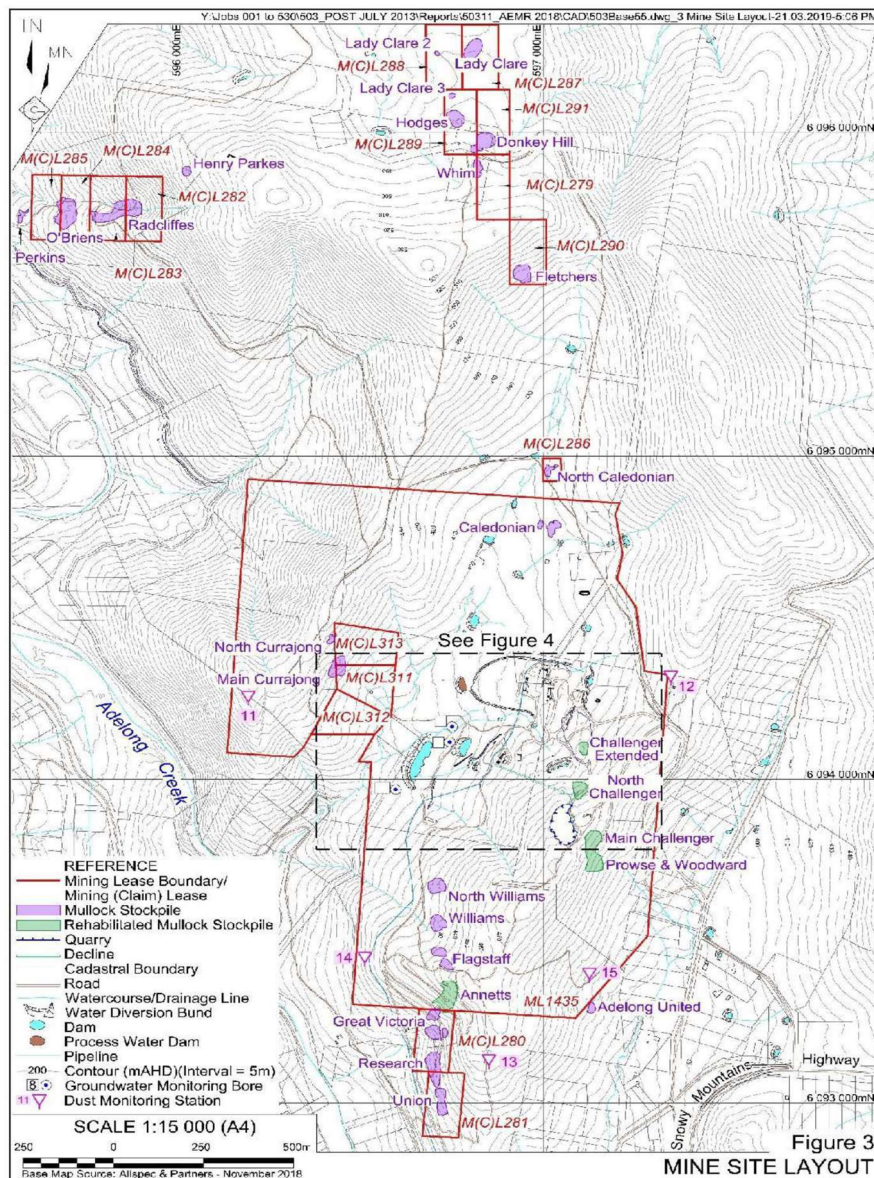 Y:\Jobs 001 to 530\503_POST JULY 2013\Reports\50311_AEMR 2018\CAD\503Base55.dwg_3 Mine Site Layout-21.03.2019-5:06 PM
MN
596 000mE
597 000mE
Lady Clare 2
M(C)L288
Lady Clare
M(C)L287
Lady Clare 3
M(C)L291
Hodges
6 096 000mN
Donkey Hill
M(C)L289
Whim
M(C)L284
M(C)L285
Henry Parkes
M(C)L279
M(C)L282
Radcliffes
O'Briens
M(C)L290
Perkins
M(C)L283
Fletchers
M(C)L286
6 095 000mN
North Caledonian
Caledonian
See Figure 4
North Currajong
M(C)L313
Main Currajong
M(C)L311
12
11
M(C)L312
Adelong Creek
Challenger
Extended
6 094 000mN
North
Challenger
Main Challenger
Prowse & Woodward
North Williams
Williams
14
Flagstaff
15
Annetts
ML1435
Adelong United
Great Victoria
M(C)L280
Research
13
Snowy Mountains Highway
Union
6 093 000mN
M(C)L281
REFERENCE
Mining Lease Boundary/
Mining (Claim) Lease
Mullock Stockpile
Rehabilitated Mullock Stockpile
Quarry
Decline
Cadastral Boundary
Road
Watercourse/Drainage Line
Water Diversion Bund
Dam
Process Water Dam
Pipeline
200 Contour (mAHD)(Interval = 5m)
8 Groundwater Monitoring Bore
11 Dust Monitoring Station
SCALE 1:15 000 (A4)
250 0 500m
Base Map Source: Allspec & Partners - November 2018
Figure 3
MINE SITE LAYOUT